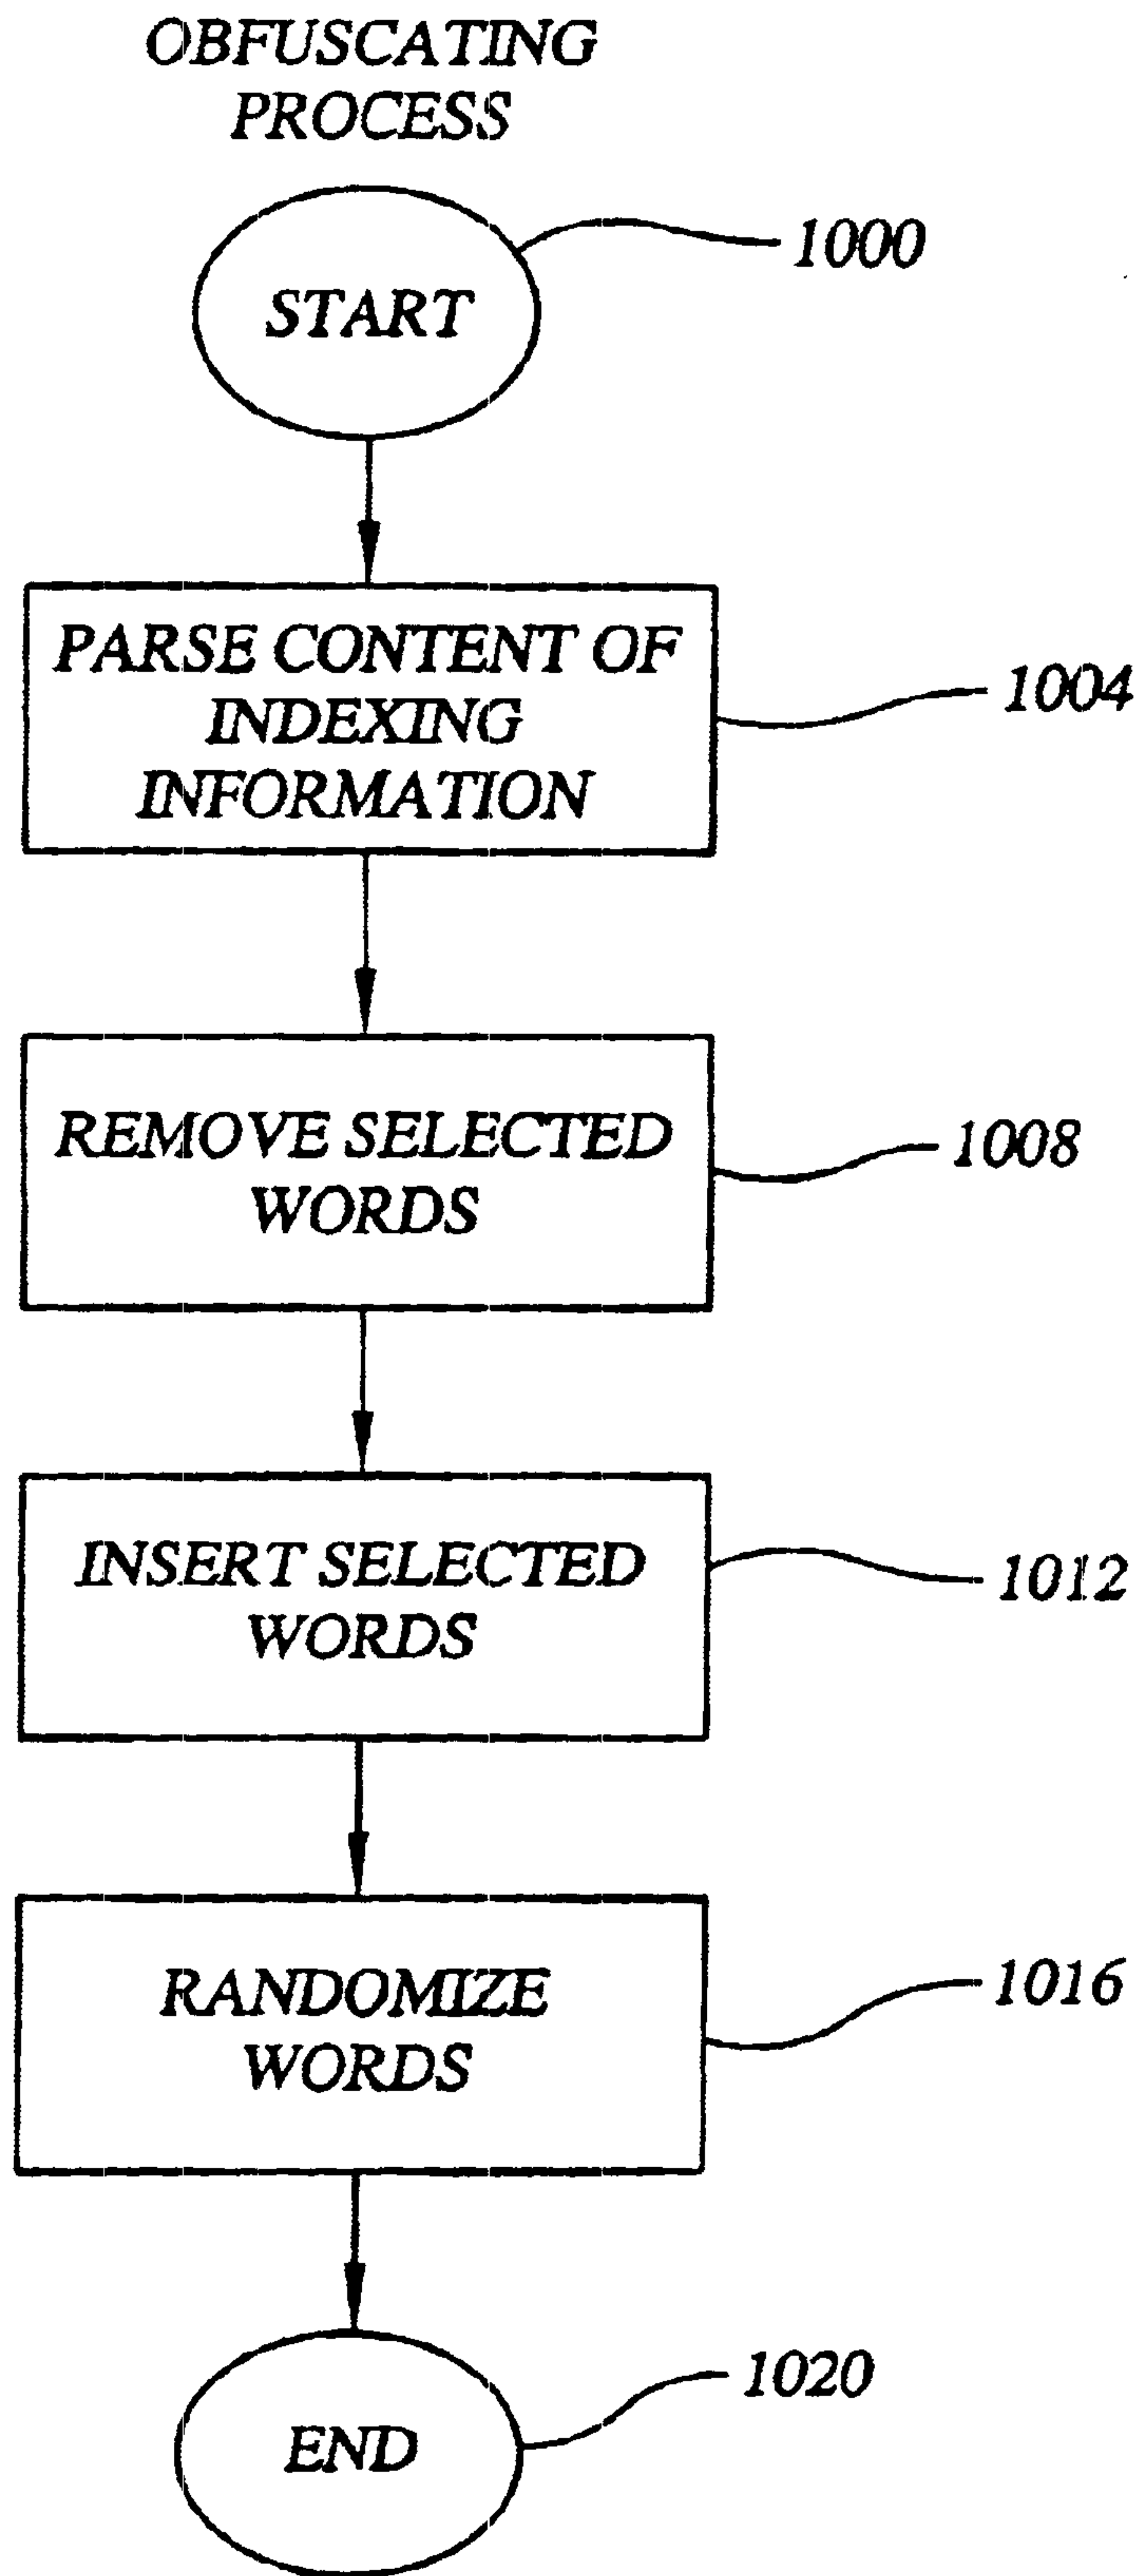 OBFUSCATING
PROCESS
START
1000
PARSE CONTENT OF
INDEXING
INFORMATION
1004
REMOVE SELECTED
WORDS
1008
INSERT SELECTED
WORDS
1012
RANDOMIZE
WORDS
1016
END
1020